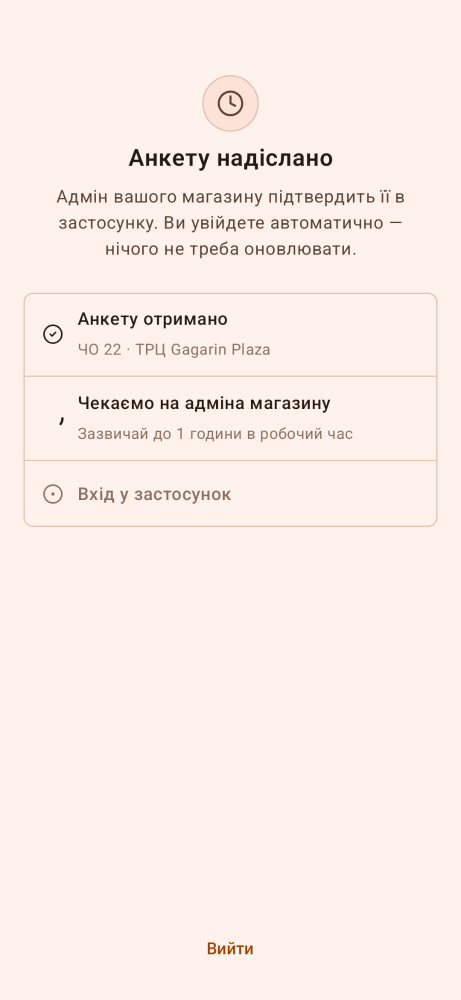 Анкету надіслано
Адмін вашого магазину підтвердить її в
застосунку. Ви увійдете автоматично —
нічого не треба оновлювати.
Анкету отримано
ЧО 22 · ТРЦ Gagarin Plaza
Чекаємо на адміна магазину
Зазвичай до 1 години в робочий час
Вхід у застосунок
Вийти